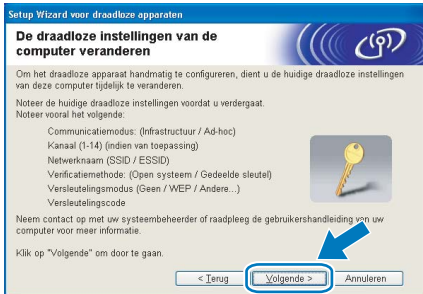 Setup Wizard voor draadloze apparaten
De draadloze instellingen van de
computer veranderen
Om het draadloze apparaat handmatig te configureren, dient u de huidige draadloze instellingen
van deze computer tijdelijk te veranderen.
Noteer de huidige draadloze instellingen voordat u verdergaat.
Noteer vooral het volgende:
Communicatiemodus: (Infrastructuur / Ad-hoc)
Kanaal (1-14) (indien van toepassing)
Netwerknaam (SSID / ESSID)
Verificatiemethode: (Open systeem / Gedeelde sleutel)
Versleutelingsmodus (Geen / WEP / Andere...)
Versleutelingscode
Neem contact op met uw systeembeheerder of raadpleeg de gebruikershandleiding van uw
computer voor meer informatie.
Klik op "Volgende" om door te gaan.
< Terug Volgende > Annuleren